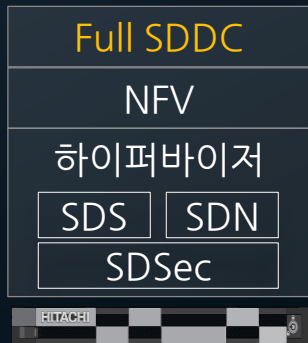 Full SDDC
NFV
하이퍼바이저
SDS SDN
SDSec
HITACHI